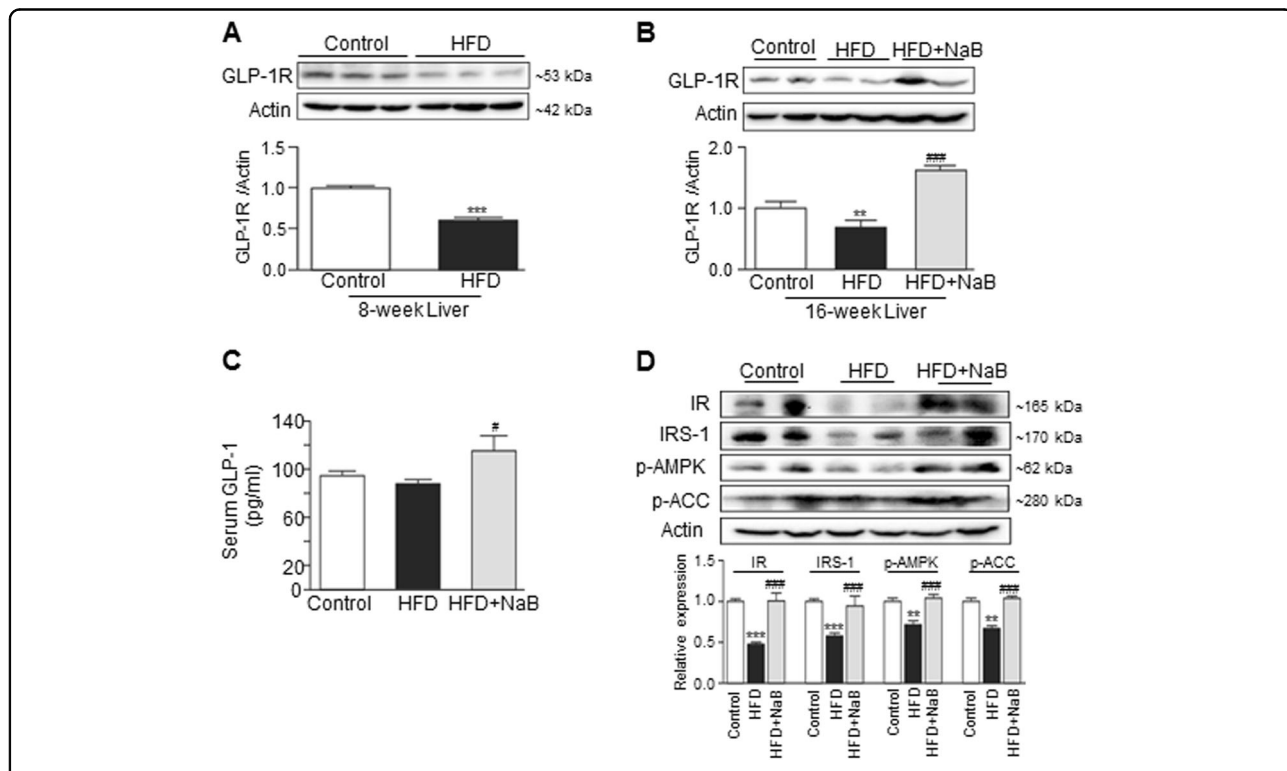 A
Control HFD
GLP-1R ~53 kDa
Actin ~42 kDa
GLP-1R /Actin
1.5
1.0
0.5
0.0
***
Control HFD
8-week Liver
B
Control HFD HFD+NaB
GLP-1R
Actin
GLP-1R /Actin
2.0
1.0
0.0
**
###
Control HFD HFD+NaB
16-week Liver
C
Serum GLP-1
(pg/ml)
140
100
60
20
0
#
Control HFD HFD+NaB
D
Control HFD HFD+NaB
IR ~165 kDa
IRS-1 ~170 kDa
p-AMPK ~62 kDa
p-ACC ~280 kDa
Actin
Relative expression
1.5
1.0
0.5
0.0
IR IRS-1 p-AMPK p-ACC
*** ### *** ### ** ### ** ###
Control HFD HFD+NaB Control HFD HFD+NaB Control HFD HFD+NaB Control HFD HFD+NaB